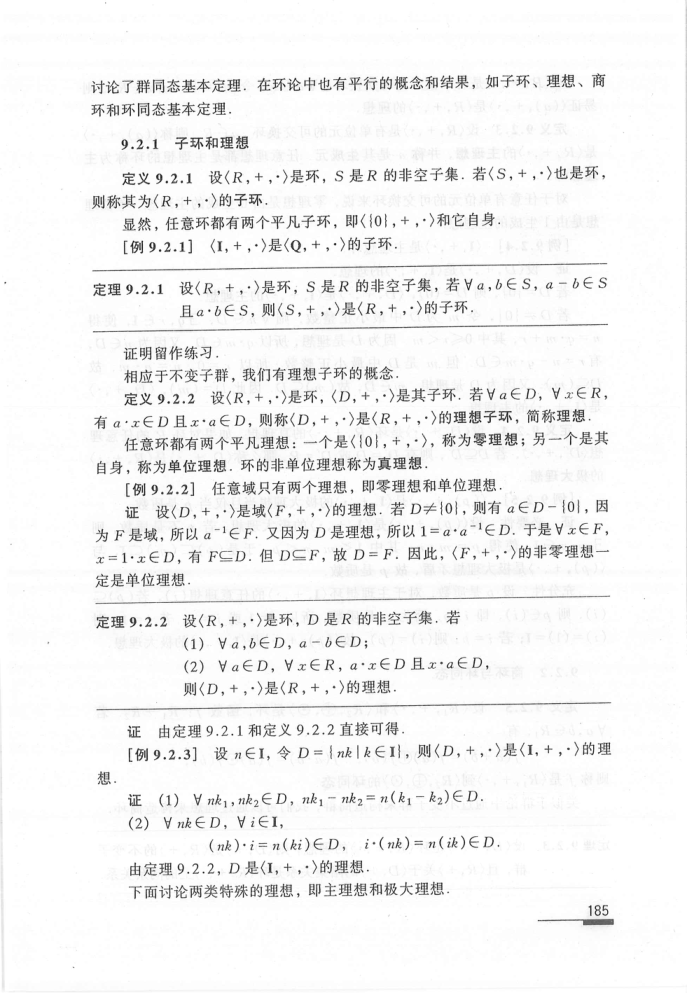 讨论了群同态基本定理．在环论中也有平行的概念和结果，如子环、理想、商
环和环同态基本定理．
9.2.1 子环和理想
定义 9.2.1 设〈R,+,·〉是环，S 是 R 的非空子集．若〈S,+,·〉也是环，
则称其为〈R,+,·〉的子环．
显然，任意环都有两个平凡子环，即〈{0},+,·〉和它自身．
[例 9.2.1] 〈I,+,·〉是〈Q,+,·〉的子环．
定理 9.2.1 设〈R,+,·〉是环，S 是 R 的非空子集，若∀a,b∈S, a-b∈S
且 a·b∈S，则〈S,+,·〉是〈R,+,·〉的子环．
证明留作练习．
相应于不变子群，我们有理想子环的概念．
定义 9.2.2 设〈R,+,·〉是环，〈D,+,·〉是其子环．若∀a∈D, ∀x∈R,
有 a·x∈D 且 x·a∈D，则称〈D,+,·〉是〈R,+,·〉的理想子环，简称理想．
任意环都有两个平凡理想：一个是〈{0},+,·〉，称为零理想；另一个是其
自身，称为单位理想．环的非单位理想称为真理想．
[例 9.2.2] 任意域只有两个理想，即零理想和单位理想．
证 设〈D,+,·〉是域〈F,+,·〉的理想．若 D≠{0}，则有 a∈D-{0}，因
为 F 是域，所以 a⁻¹∈F．又因为 D 是理想，所以 1=a·a⁻¹∈D．于是∀x∈F,
x=1·x∈D，有 F⊆D．但 D⊆F，故 D=F．因此，〈F,+,·〉的非零理想一
定是单位理想．
定理 9.2.2 设〈R,+,·〉是环，D 是 R 的非空子集．若
(1) ∀a,b∈D, a-b∈D;
(2) ∀a∈D, ∀x∈R, a·x∈D 且 x·a∈D,
则〈D,+,·〉是〈R,+,·〉的理想．
证 由定理 9.2.1 和定义 9.2.2 直接可得．
[例 9.2.3] 设 n∈I，令 D={nk|k∈I}，则〈D,+,·〉是〈I,+,·〉的理
想．
证 (1) ∀nk₁,nk₂∈D, nk₁-nk₂=n(k₁-k₂)∈D.
(2) ∀nk∈D, ∀i∈I,
(nk)·i=n(ki)∈D, i·(nk)=n(ik)∈D.
由定理 9.2.2，D 是〈I,+,·〉的理想．
下面讨论两类特殊的理想，即主理想和极大理想．
185